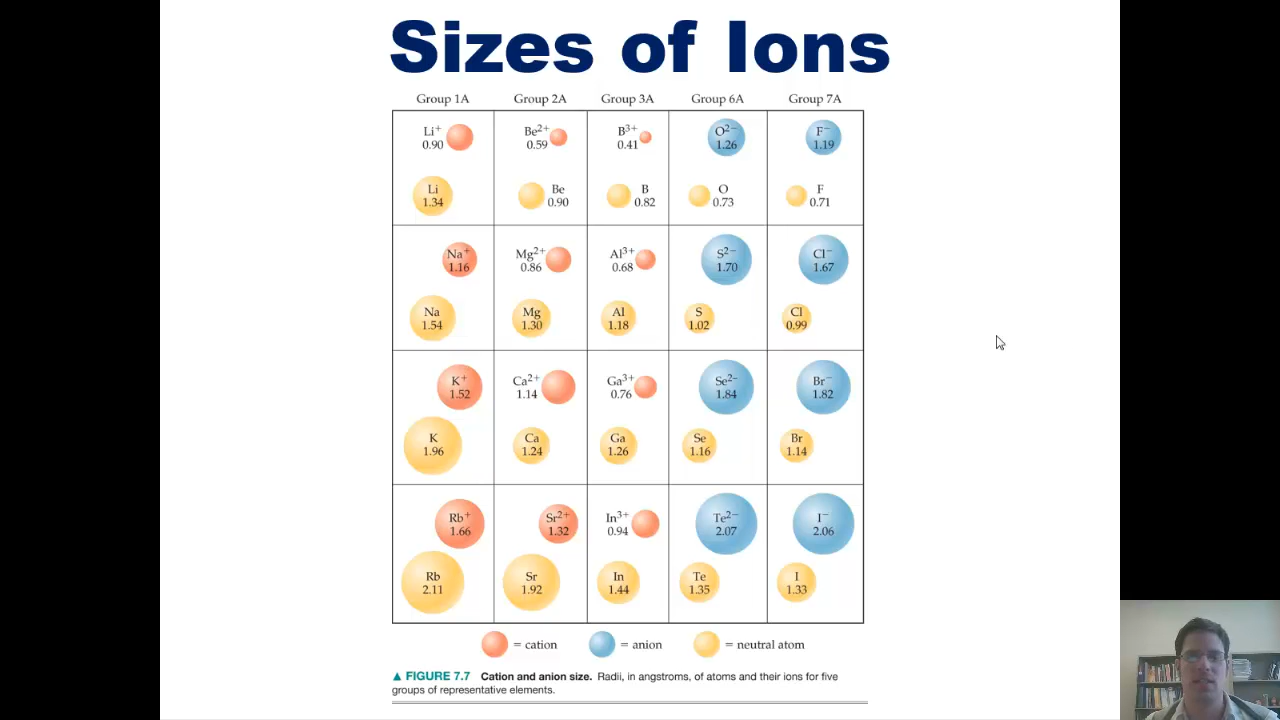 Sizes of Ions
Group 1A Group 2A Group 3A Group 6A Group 7A
Li⁺ Be²⁺ B³⁺ O²⁻ F⁻
0.90 0.59 0.41 1.26 1.19
Li Be B O F
1.34 0.90 0.82 0.73 0.71
Na⁺ Mg²⁺ Al³⁺ S²⁻ Cl⁻
1.16 0.86 0.68 1.70 1.67
Na Mg Al S Cl
1.54 1.30 1.18 1.02 0.99
K⁺ Ca²⁺ Ga³⁺ Se²⁻ Br⁻
1.52 1.14 0.76 1.84 1.82
K Ca Ga Se Br
1.96 1.24 1.26 1.16 1.14
Rb⁺ Sr²⁺ In³⁺ Te²⁻ I⁻
1.66 1.32 0.94 2.07 2.06
Rb Sr In Te I
2.11 1.92 1.44 1.35 1.33
= cation = anion = neutral atom
▲ FIGURE 7.7 Cation and anion size. Radii, in angstroms, of atoms and their ions for five
groups of representative elements.